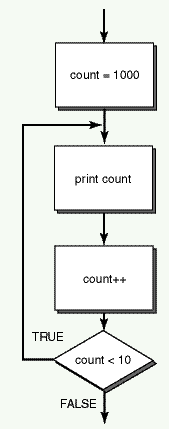 count = 1000
print count
count++
TRUE
count < 10
FALSE